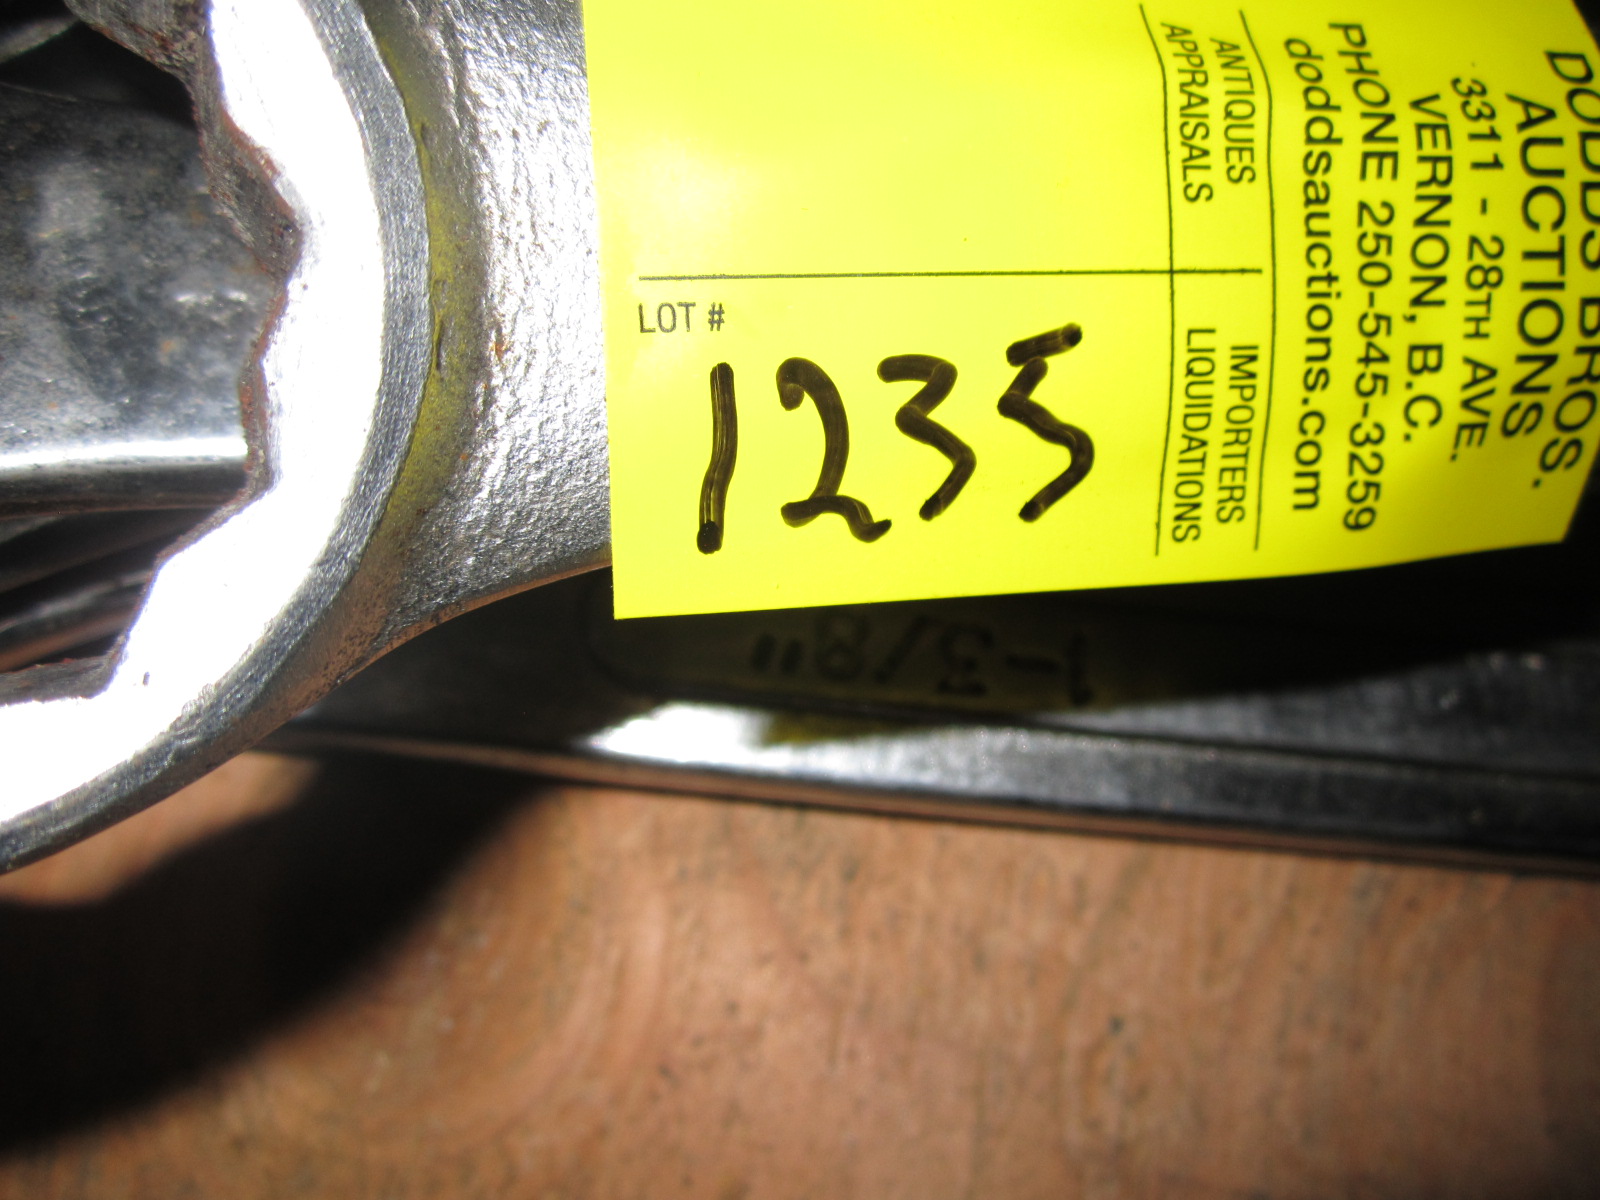 DODDS BROS.
AUCTIONS
3311 - 28TH AVE.
VERNON, B.C.
PHONE 250-545-3259
doddsauctions.com
ANTIQUES
APPRAISALS
IMPORTERS
LIQUIDATIONS
LOT #
1235
1-3/8"